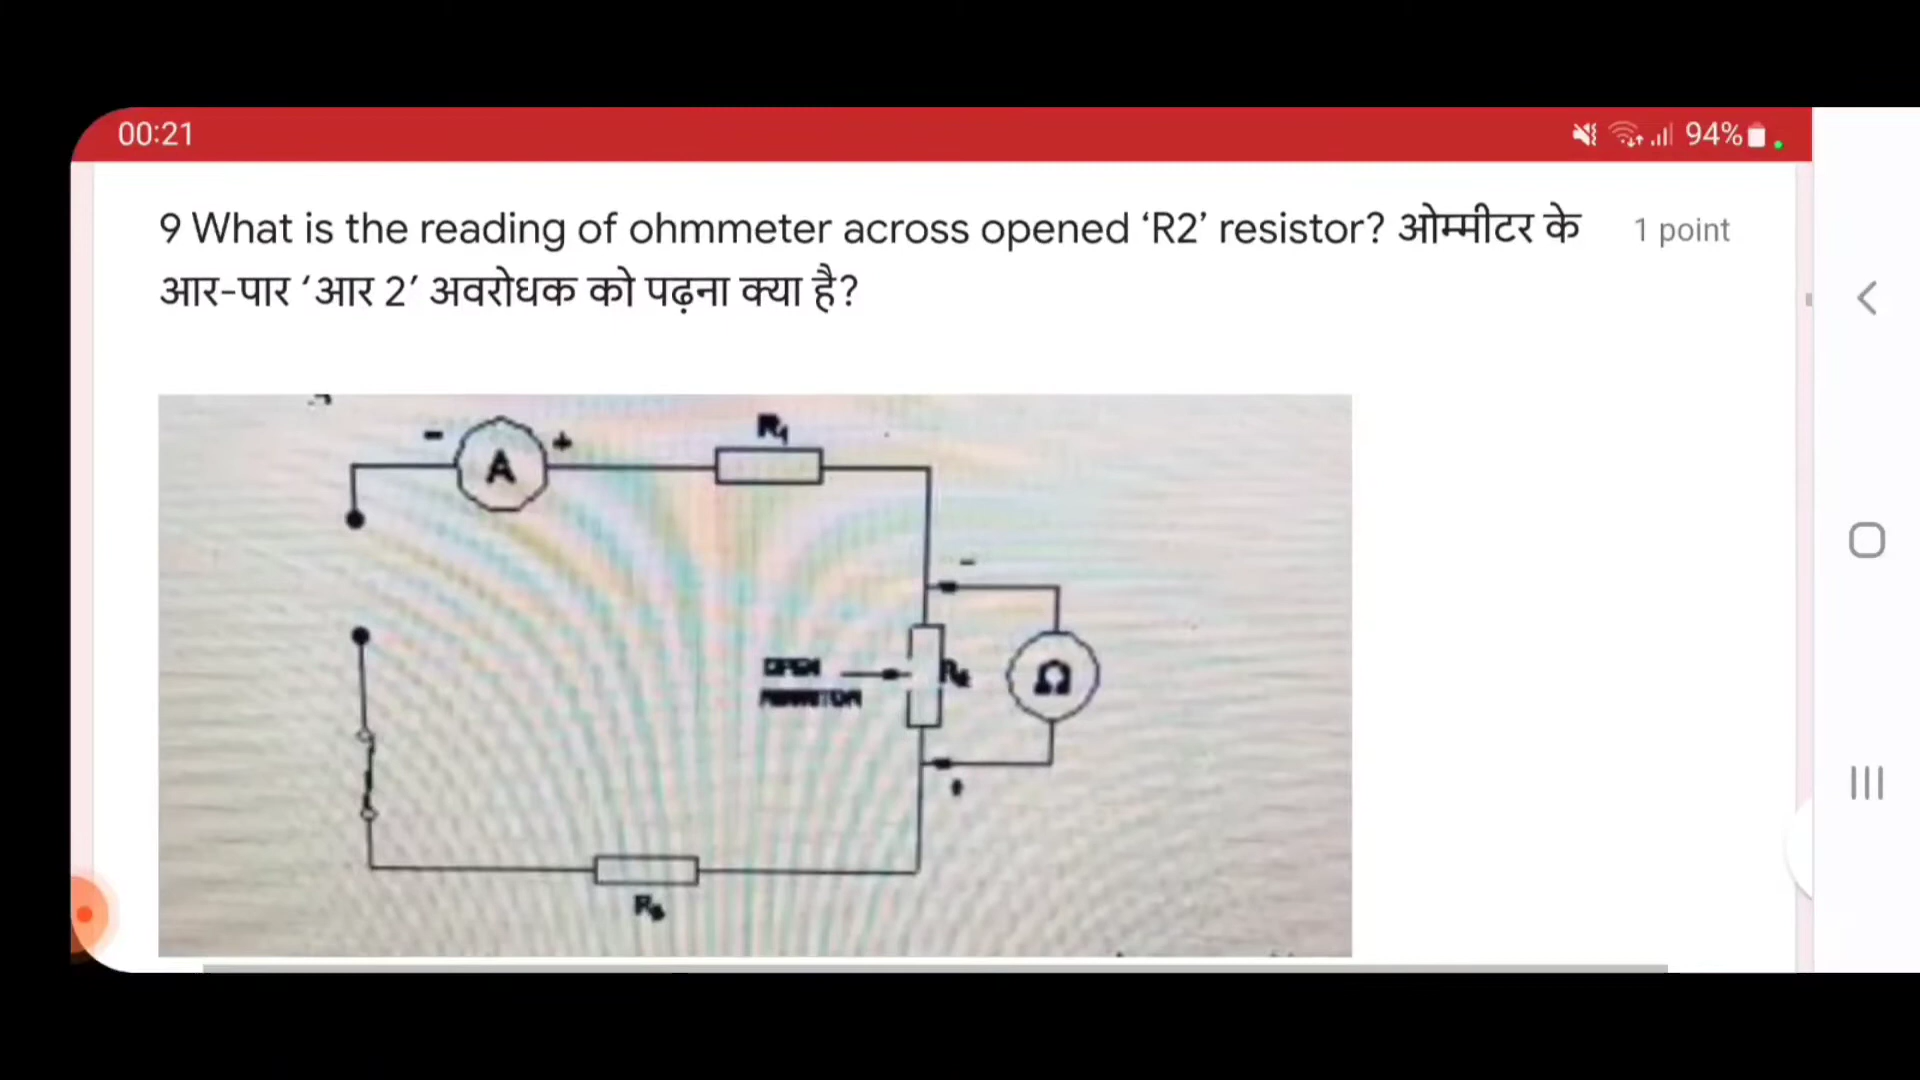 00:21
94%
9 What is the reading of ohmmeter across opened ‘R2’ resistor? ओम्मीटर के
1 point
आर-पार ‘आर 2’ अवरोधक को पढ़ना क्या है?
- A +
R1
-
OPEN
R2
Ω